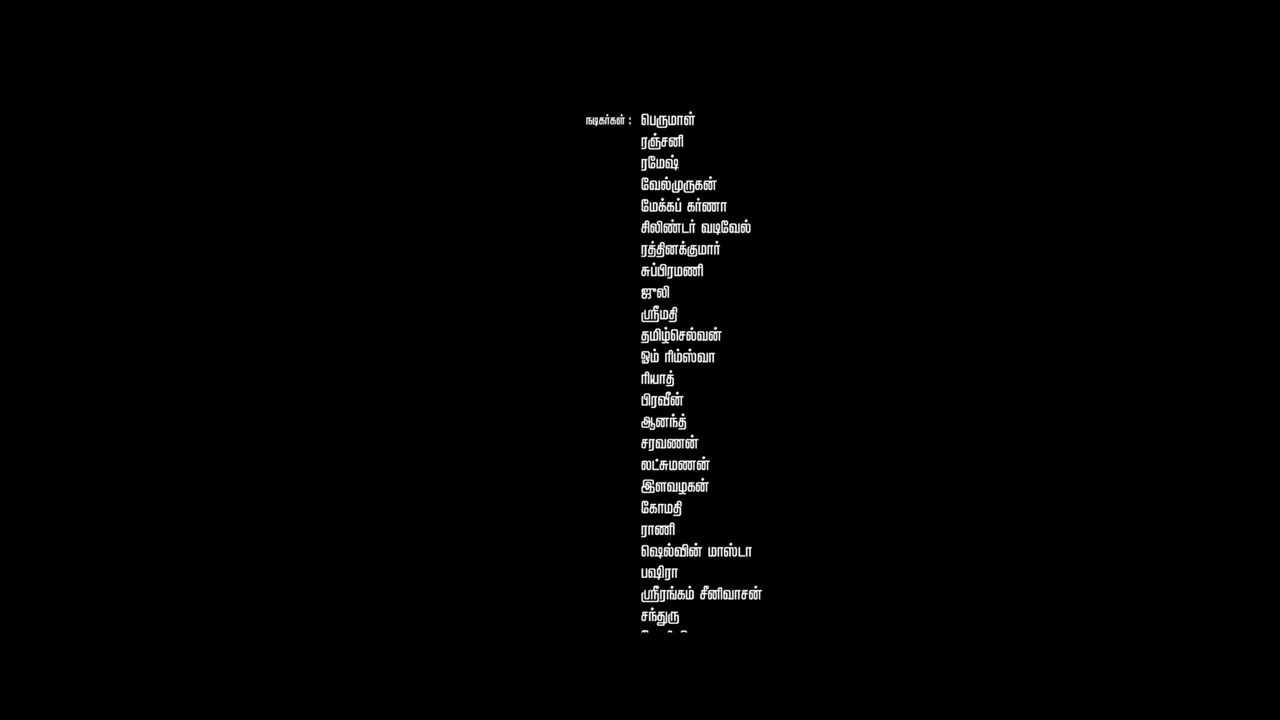 நடிகர்கள் : பெருமாள்
ரஞ்சனி
ரமேஷ்
வேல்முருகன்
மேக்கப் கர்ணா
சிலிண்டர் வடிவேல்
ரத்தினக்குமார்
சுப்பிரமணி
ஜுலி
ஸ்ரீமதி
தமிழ்செல்வன்
ஓம் ரிம்ஸ்வா
ரியாத்
பிரவீன்
ஆனந்த்
சரவணன்
லட்சுமணன்
இளவழகன்
கோமதி
ராணி
ஷெல்வின் மாஸ்டா
பஷிரா
ஸ்ரீரங்கம் சீனிவாசன்
சந்துரு